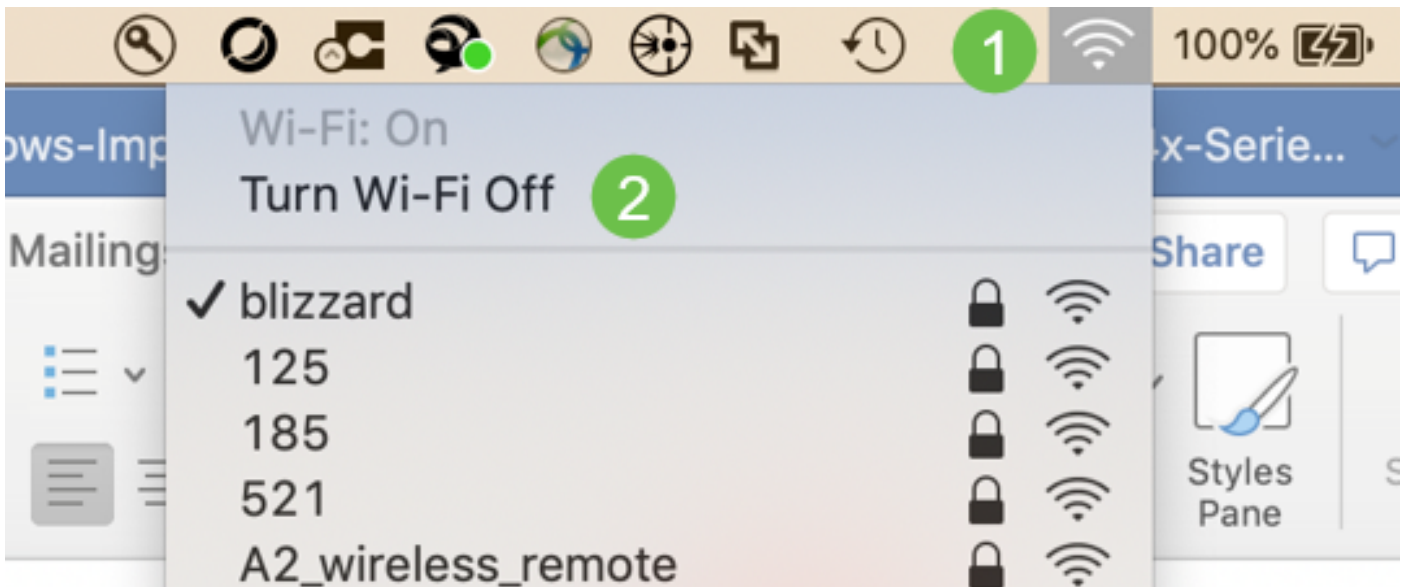 1 100%
ows-Imp Wi-Fi: On 4x-Serie...
Turn Wi-Fi Off 2
Mailing Share
blizzard
125
185
521
Styles
Pane
A2_wireless_remote